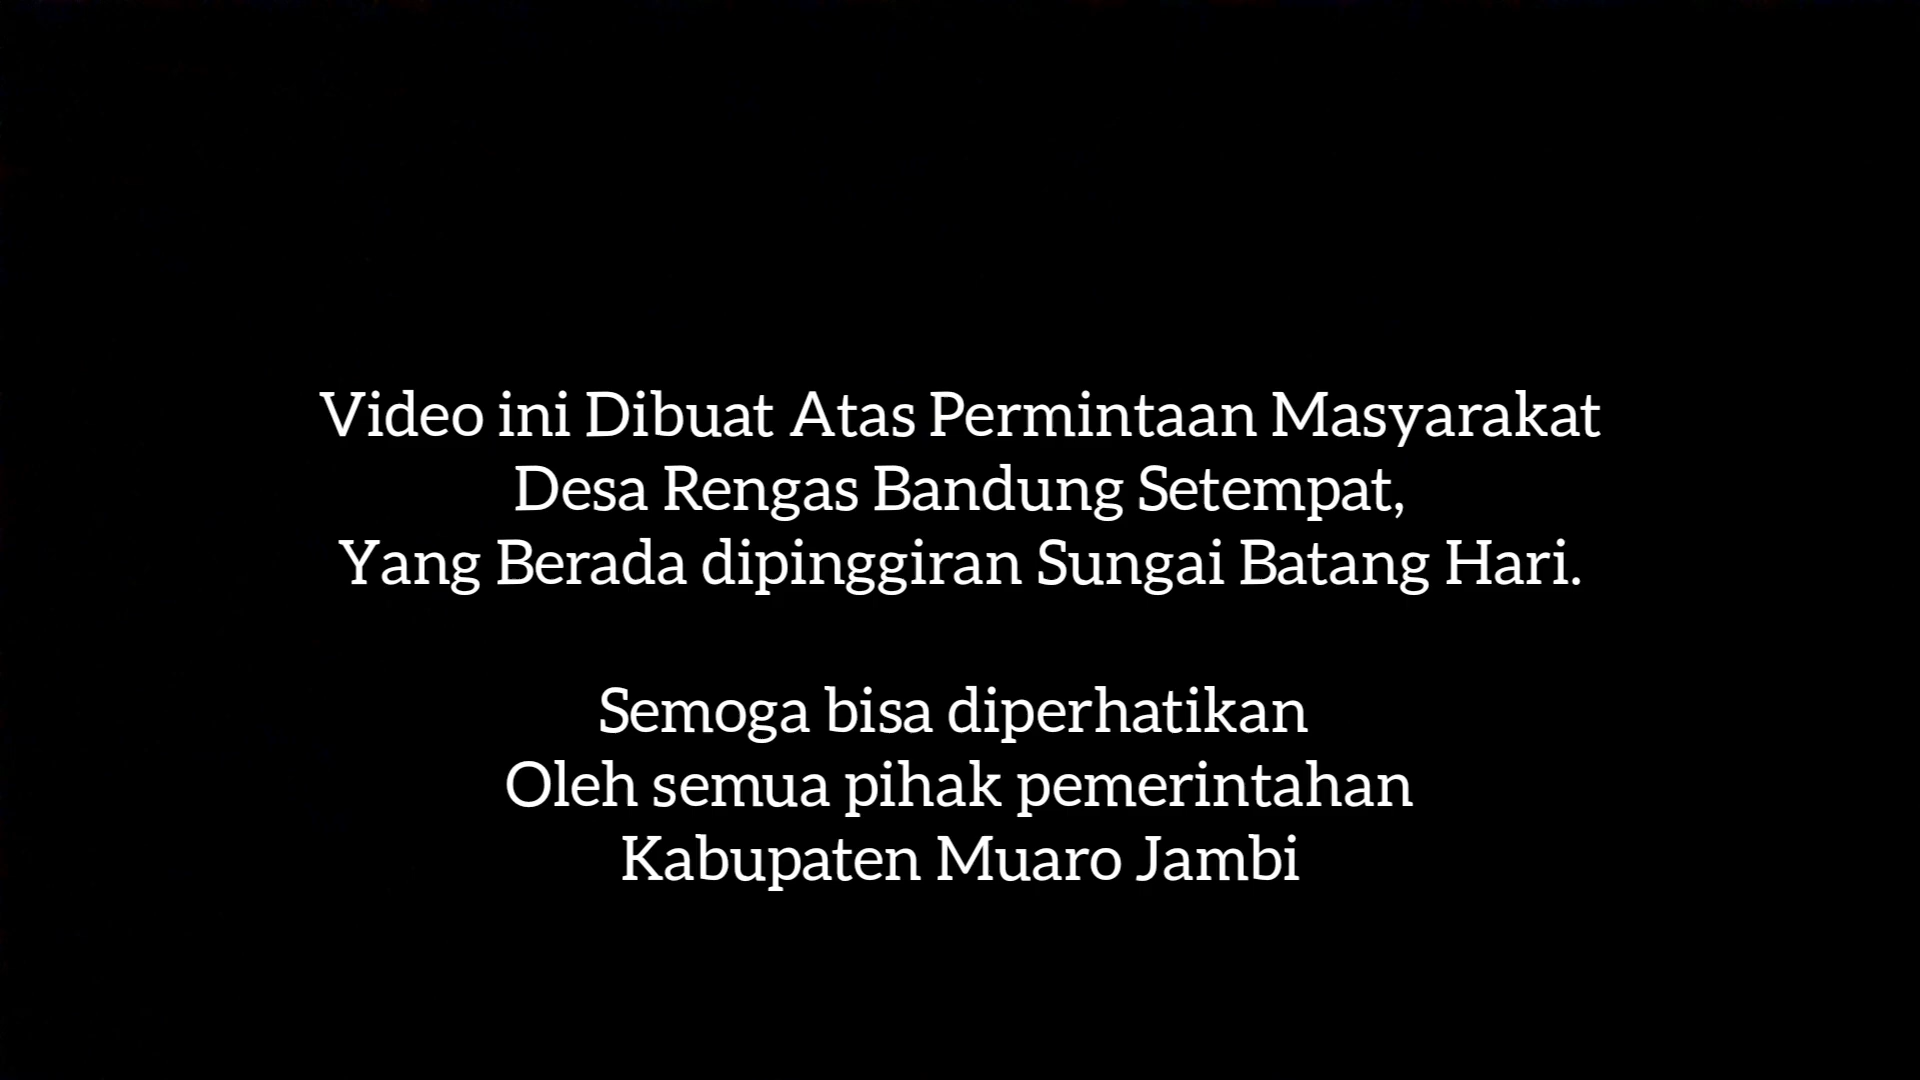 Video ini Dibuat Atas Permintaan Masyarakat
Desa Rengas Bandung Setempat,
Yang Berada dipinggiran Sungai Batang Hari.
Semoga bisa diperhatikan
Oleh semua pihak pemerintahan
Kabupaten Muaro Jambi